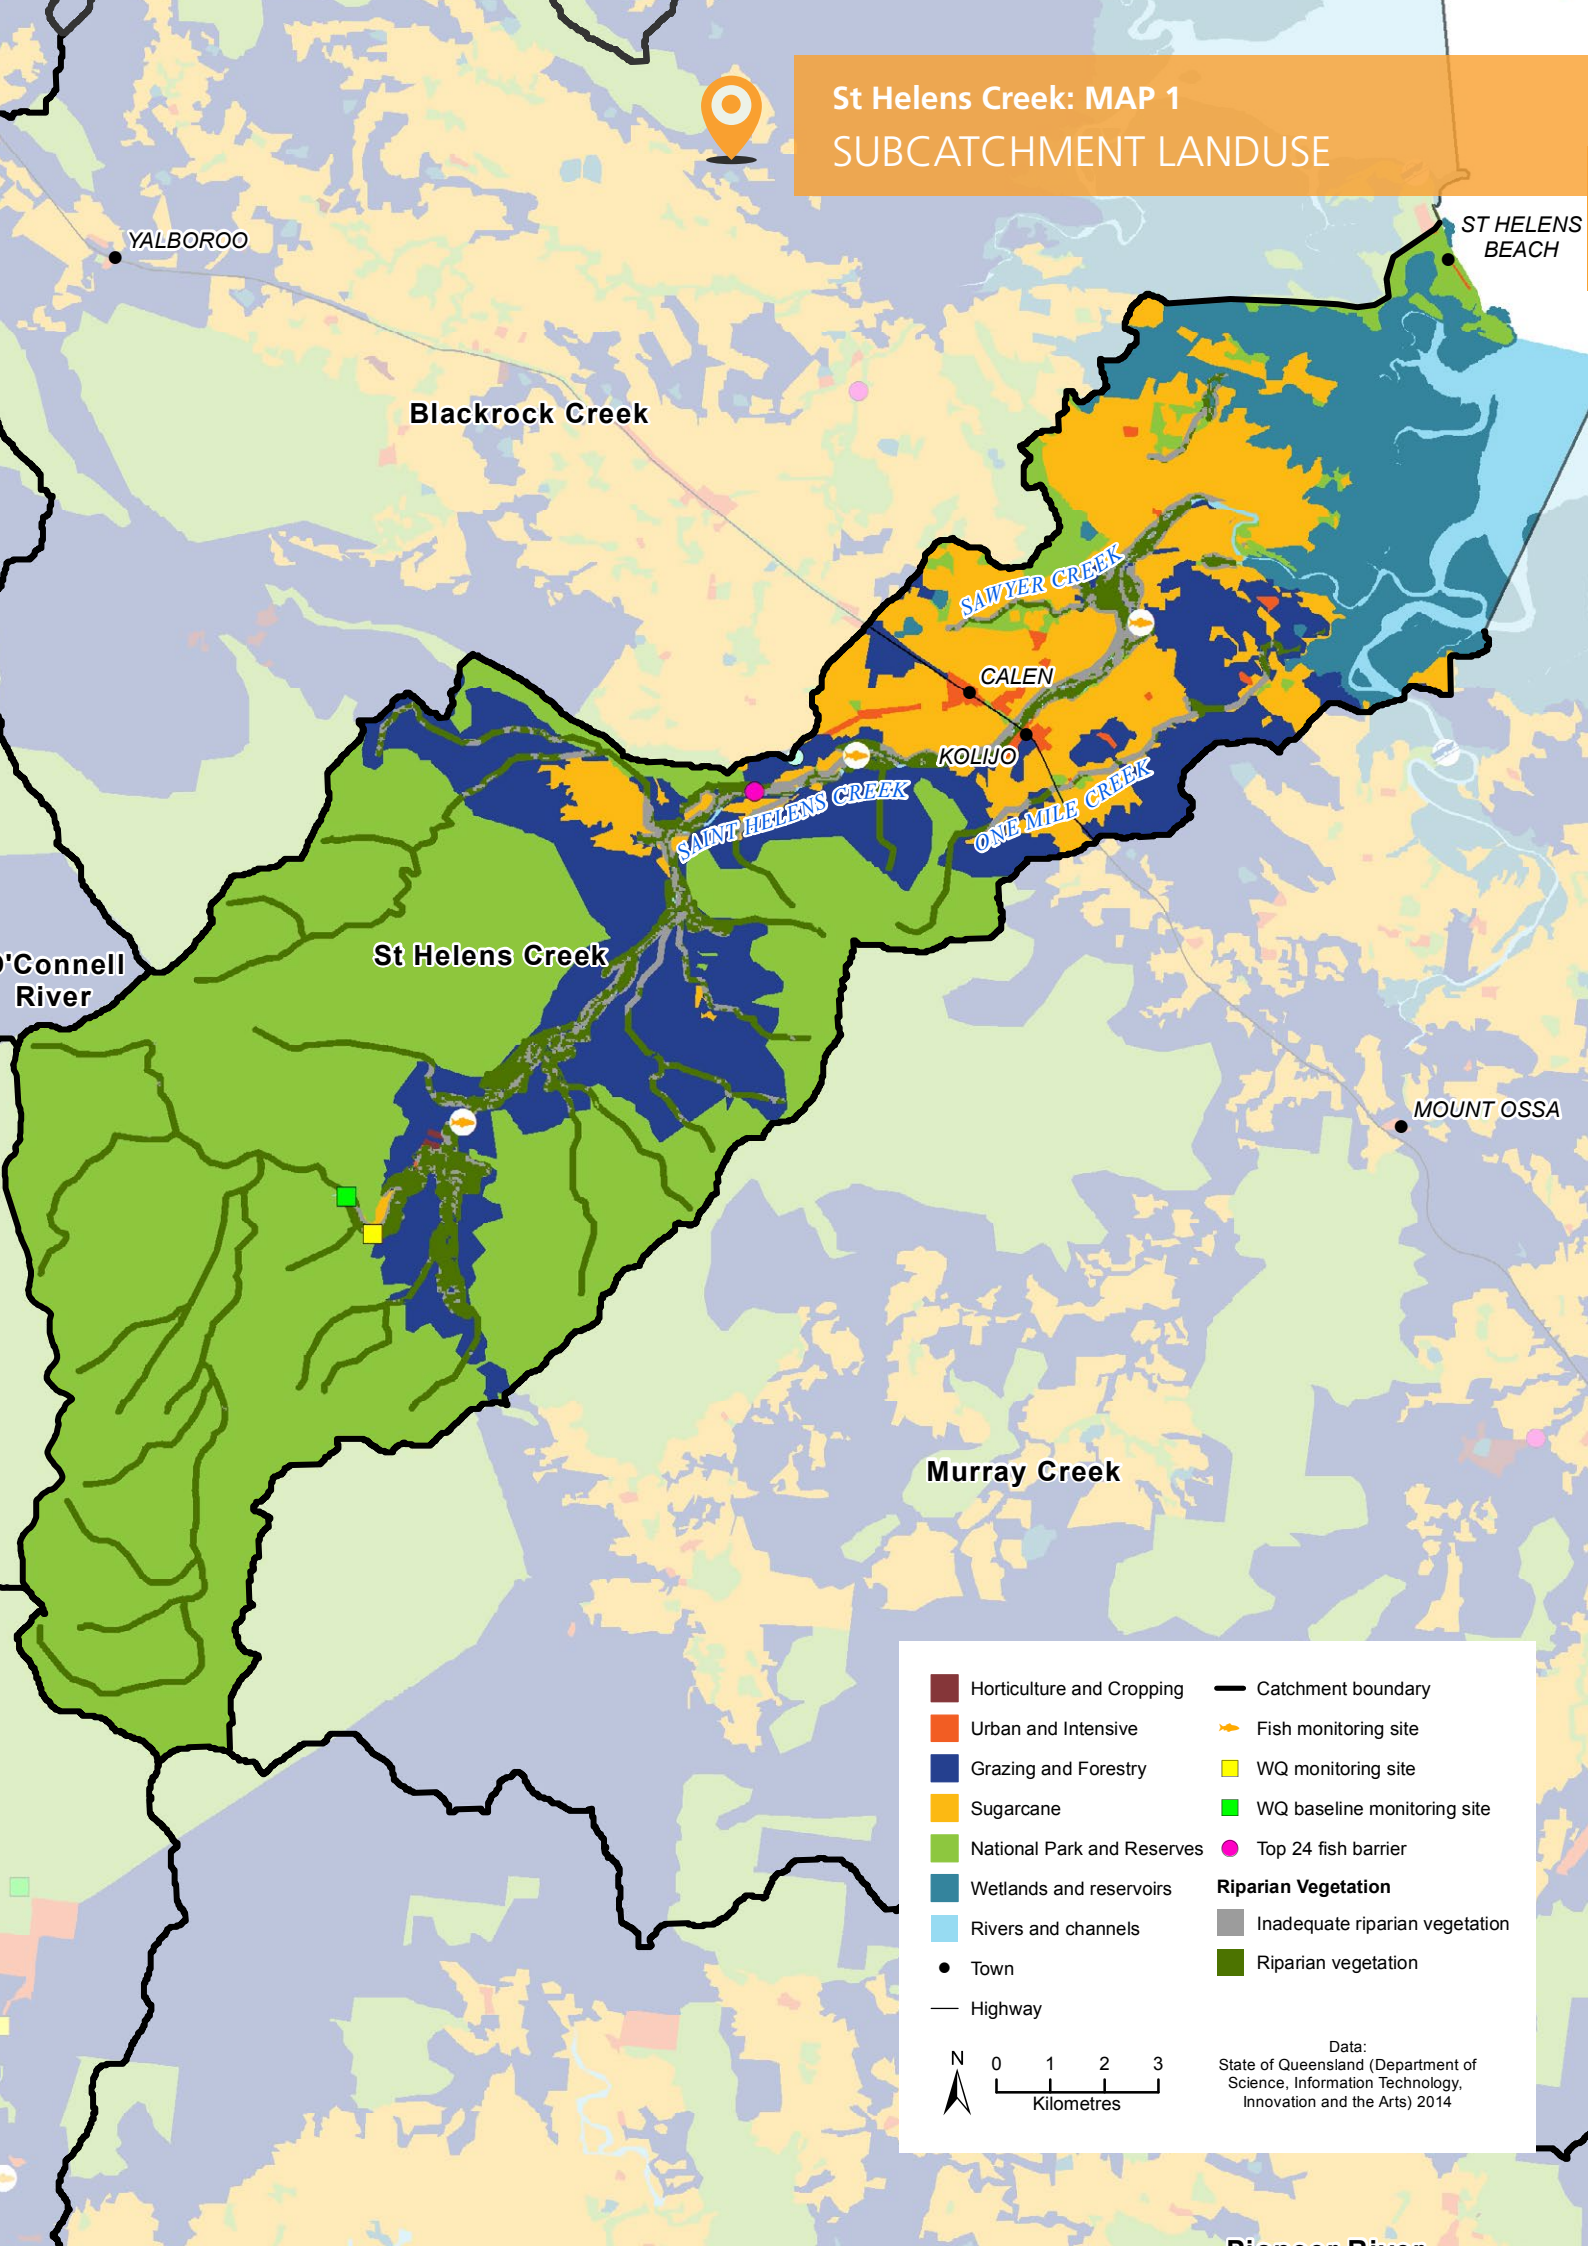 St Helens Creek: MAP 1
SUBCATCHMENT LANDUSE
ST HELENS
BEACH
YALBOROO
Blackrock Creek
SAWYER CREEK
CALEN
KOLIJO
SAINT HELENS CREEK
ONE MILE CREEK
St Helens Creek
O'Connell
River
MOUNT OSSA
Murray Creek
Horticulture and Cropping
Urban and Intensive
Grazing and Forestry
Sugarcane
National Park and Reserves
Wetlands and reservoirs
Rivers and channels
Town
Highway
Catchment boundary
Fish monitoring site
WQ monitoring site
WQ baseline monitoring site
Top 24 fish barrier
Riparian Vegetation
Inadequate riparian vegetation
Riparian vegetation
N
0 1 2 3
Kilometres
Data:
State of Queensland (Department of
Science, Information Technology,
Innovation and the Arts) 2014
Pioneer River